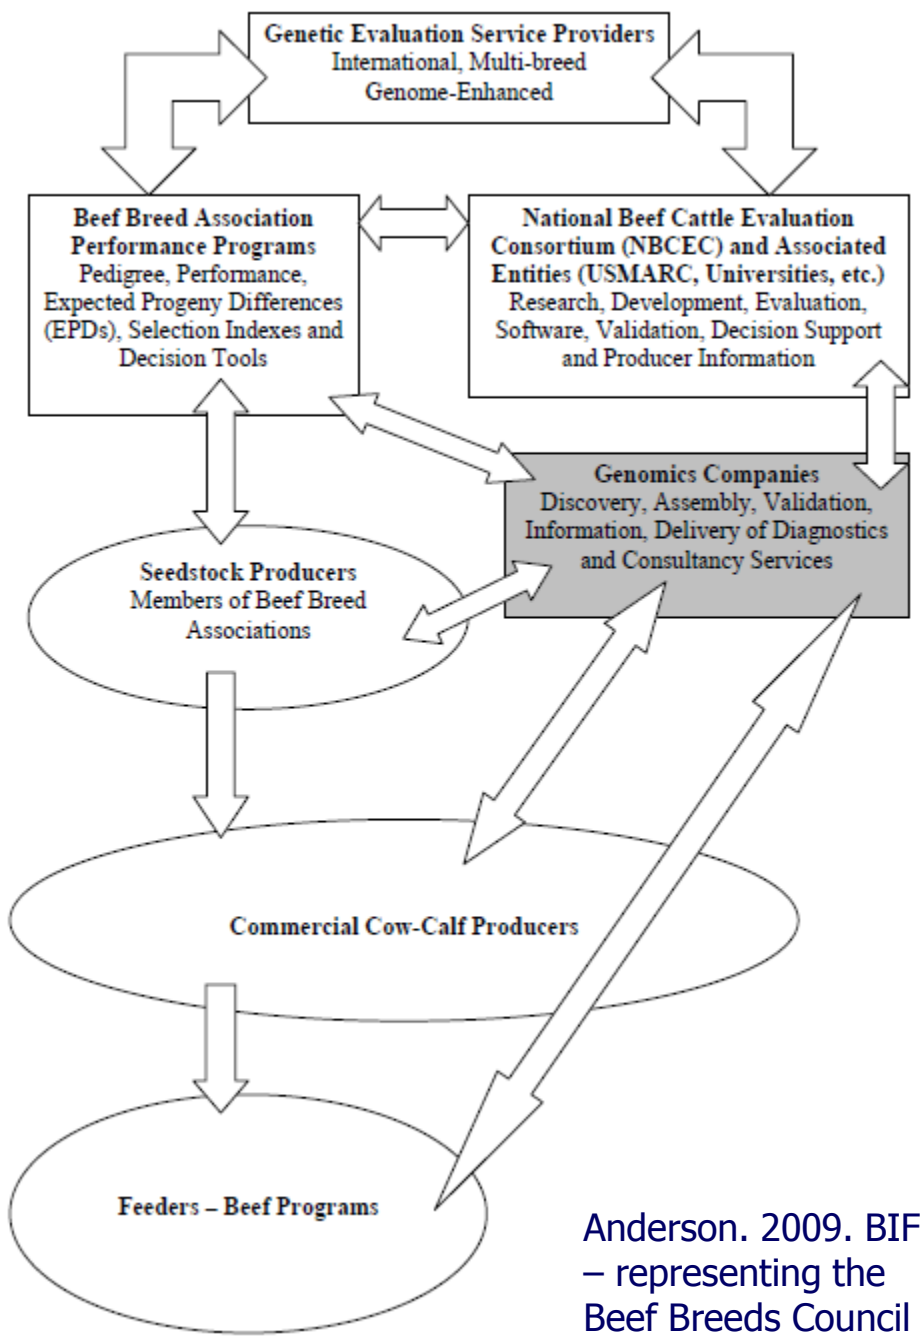 Genetic Evaluation Service Providers
International, Multi-breed
Genome-Enhanced
Beef Breed Association
Performance Programs
Pedigree, Performance,
Expected Progeny Differences
(EPDs), Selection Indexes and
Decision Tools
National Beef Cattle Evaluation
Consortium (NBCEC) and Associated
Entities (USMARC, Universities, etc.)
Research, Development, Evaluation,
Software, Validation, Decision Support
and Producer Information
Genomics Companies
Discovery, Assembly, Validation,
Information, Delivery of Diagnostics
and Consultancy Services
Seedstock Producers
Members of Beef Breed
Associations
Commercial Cow-Calf Producers
Feeders – Beef Programs
Anderson. 2009. BIF
– representing the
Beef Breeds Council